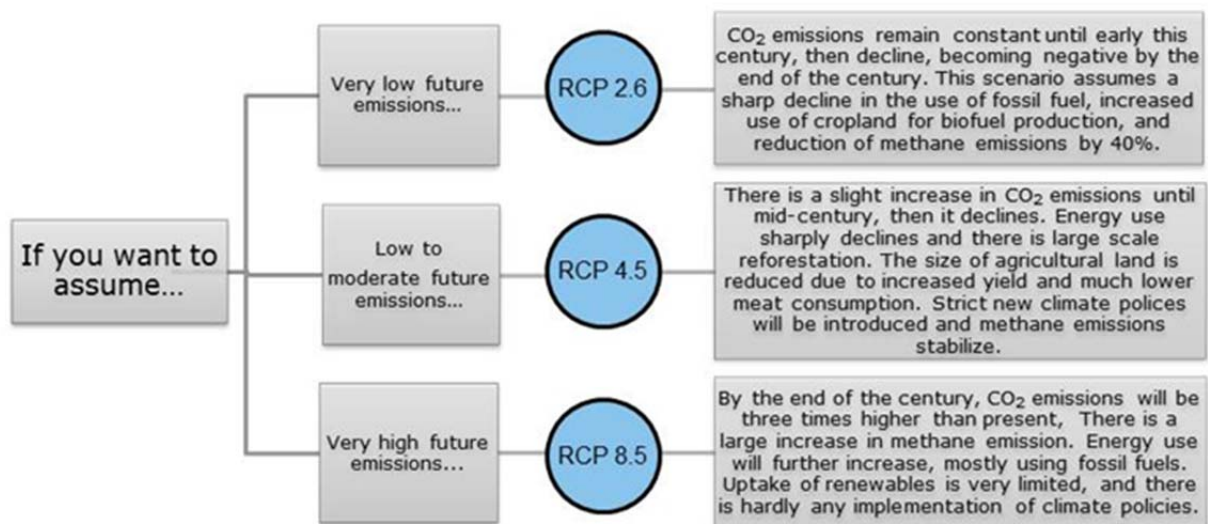 If you want to
assume...
Very low future
emissions...
RCP 2.6
CO₂ emissions remain constant until early this
century, then decline, becoming negative by the
end of the century. This scenario assumes a
sharp decline in the use of fossil fuel, increased
use of cropland for biofuel production, and
reduction of methane emissions by 40%.
Low to
moderate future
emissions...
RCP 4.5
There is a slight increase in CO₂ emissions until
mid-century, then it declines. Energy use
sharply declines and there is large scale
reforestation. The size of agricultural land is
reduced due to increased yield and much lower
meat consumption. Strict new climate polices
will be introduced and methane emissions
stabilize.
Very high future
emissions...
RCP 8.5
By the end of the century, CO₂ emissions will be
three times higher than present, There is a
large increase in methane emission. Energy use
will further increase, mostly using fossil fuels.
Uptake of renewables is very limited, and there
is hardly any implementation of climate policies.